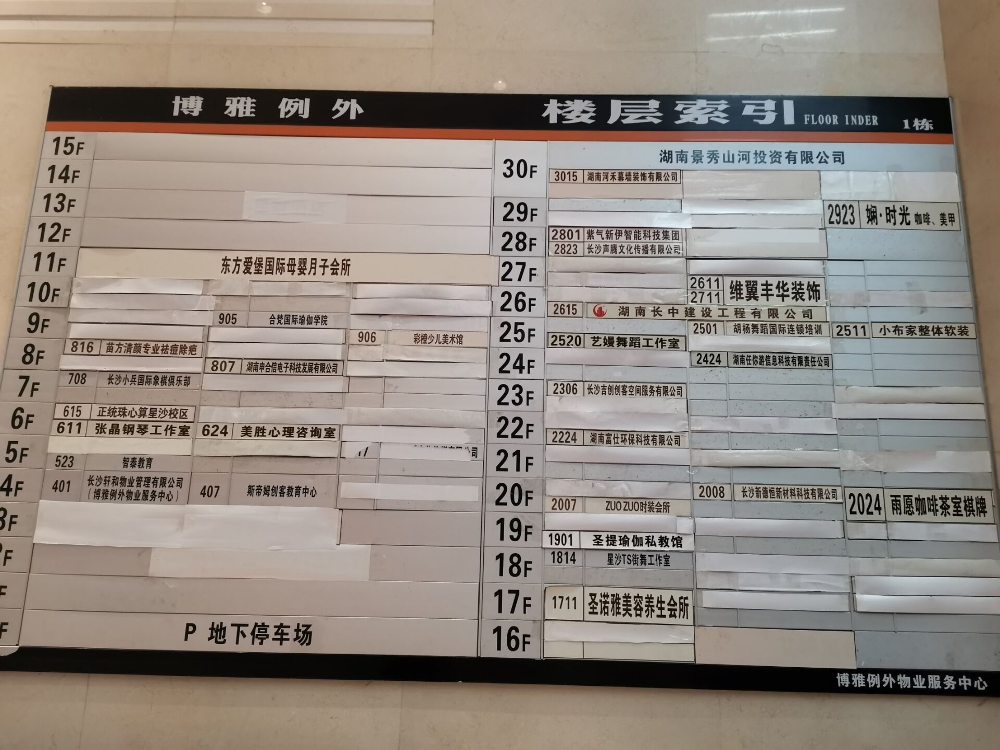 博雅例外
楼层索引 FLOOR INDER 1栋
15F
14F
13F
12F
11F 东方爱堡国际母婴月子会所
10F
9F
905 合梵国际瑜伽学院
906 彩橙少儿美术馆
8F
816 苗方清颜专业祛痘除疤
807 湖南申合信电子科技发展有限公司
7F
708 长沙小兵国际象棋俱乐部
6F
615 正统珠心算星沙校区
611 张晶钢琴工作室
624 美胜心理咨询室
5F
523 智泰教育
4F
401 长沙轩和物业管理有限公司
(博雅例外物业服务中心)
407 斯帝姆创客教育中心
3F
F
F
F
P 地下停车场
30F 湖南景秀山河投资有限公司
3015 湖南河禾幕墙装饰有限公司
29F
2923 娴·时光 咖啡、美甲
28F
2801 紫气新伊智能科技集团
2823 长沙声腾文化传播有限公司
27F
26F
2611
2711 维翼丰华装饰
2615 湖南长中建设工程有限公司
25F
2501 胡杨舞蹈国际连锁培训
2511 小布家整体软装
2520 艺嫚舞蹈工作室
24F
2424 湖南任你游信息科技有限责任公司
23F
2306 长沙吉创创客空间服务有限公司
22F
2224 湖南富仕环保科技有限公司
21F
20F
2008 长沙新德恒新材料科技有限公司
2024 雨愿咖啡茶室棋牌
2007 ZUO ZUO时装会所
19F
1901 圣提瑜伽私教馆
18F
1814 星沙TS街舞工作室
17F
1711 圣诺雅美容养生会所
16F
博雅例外物业服务中心